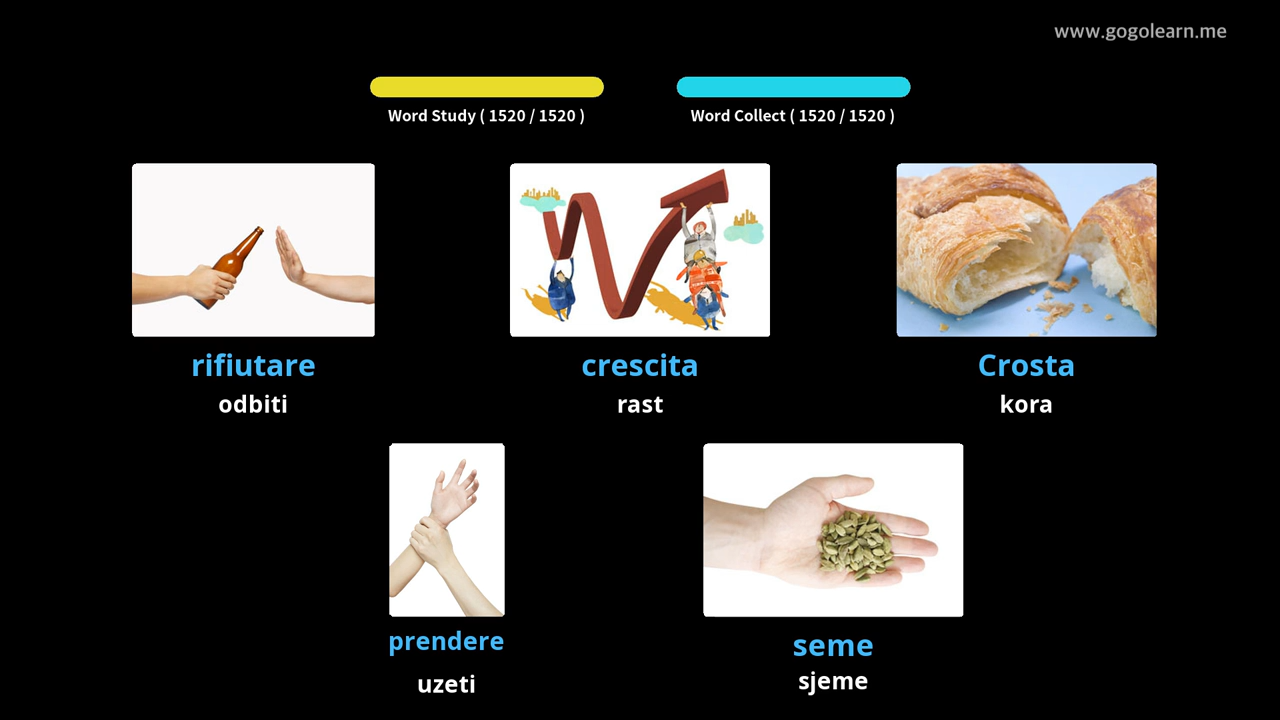 www.gogolearn.me
Word Study ( 1520 / 1520 )
Word Collect ( 1520 / 1520 )
rifiutare
odbiti
crescita
rast
Crosta
kora
prendere
uzeti
seme
sjeme